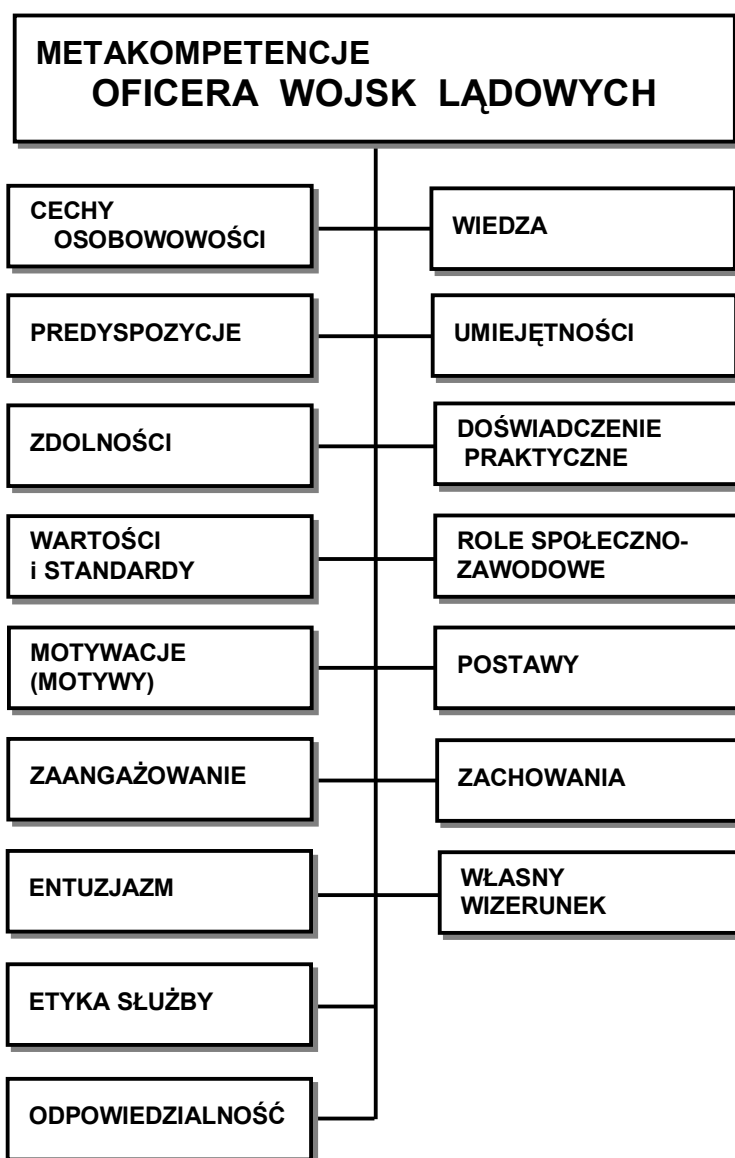 METAKOMPETENCJE
OFICERA WOJSK LĄDOWYCH
CECHY
OSOBOWOWOŚCI
WIEDZA
PREDYSPOZYCJE
UMIEJĘTNOŚCI
ZDOLNOŚCI
DOŚWIADCZENIE
PRAKTYCZNE
WARTOŚCI
i STANDARDY
ROLE SPOŁECZNO-
ZAWODOWE
MOTYWACJE
(MOTYWY)
POSTAWY
ZAANGAŻOWANIE
ZACHOWANIA
ENTUZJAZM
WŁASNY
WIZERUNEK
ETYKA SŁUŻBY
ODPOWIEDZIALNOŚĆ